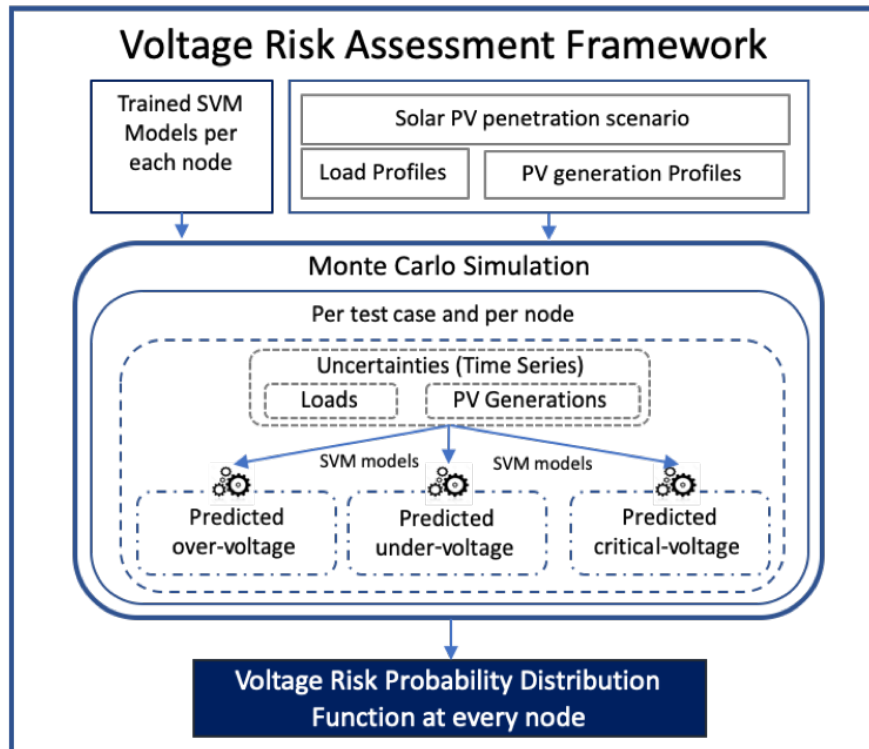 Voltage Risk Assessment Framework
Trained SVM
Models per
each node
Solar PV penetration scenario
Load Profiles
PV generation Profiles
Monte Carlo Simulation
Per test case and per node
Uncertainties (Time Series)
Loads
PV Generations
SVM models
SVM models
Predicted
over-voltage
Predicted
under-voltage
Predicted
critical-voltage
Voltage Risk Probability Distribution
Function at every node